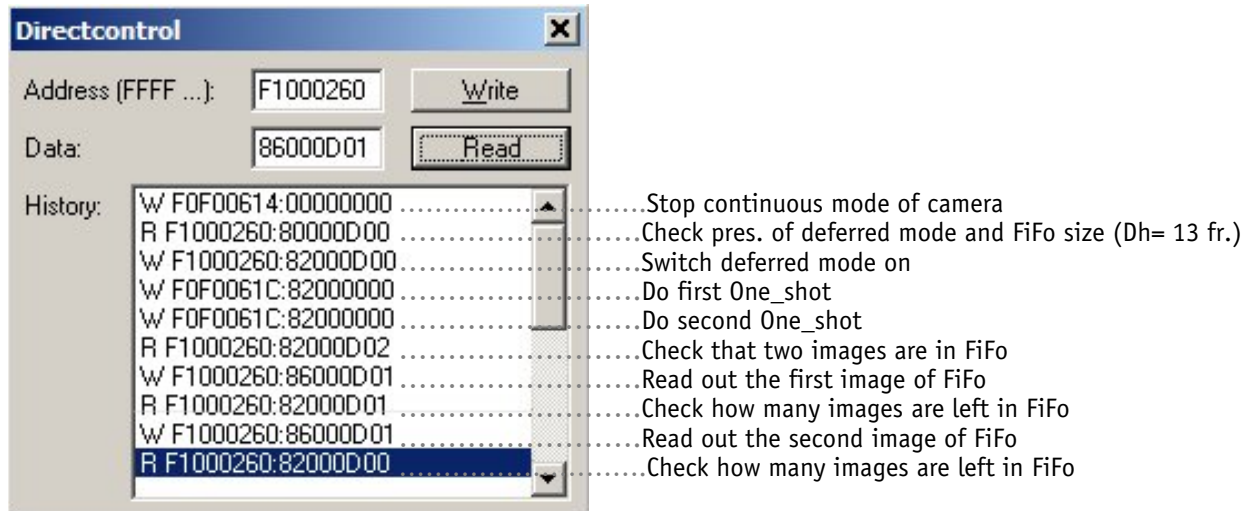 Directcontrol
Address (FFFF ...): F1000260 Write
Data: 86000D01 Read
History: W F0F00614:00000000 ........................Stop continuous mode of camera
R F1000260:80000D00 ........................Check pres. of deferred mode and FiFo size (Dh= 13 fr.)
W F1000260:82000D00........................Switch deferred mode on
W F0F0061C:82000000 ........................Do first One_shot
W F0F0061C:82000000 ........................Do second One_shot
R F1000260:82000D02 ........................Check that two images are in FiFo
W F1000260:86000D01........................Read out the first image of FiFo
R F1000260:82000D01........................Check how many images are left in FiFo
W F1000260:86000D01........................Read out the second image of FiFo
R F1000260:82000D00 ........................Check how many images are left in FiFo